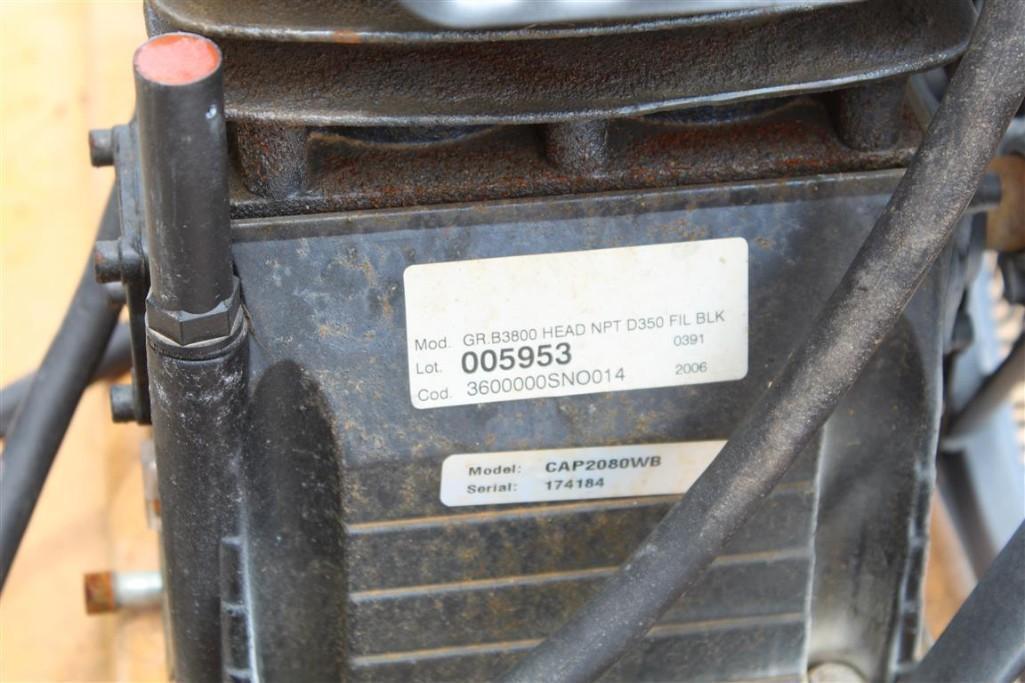 Mod. GR.B3800 HEAD NPT D350 FIL BLK
Lot. 005953 0391
Cod. 3600000SNO014 2006
Model: CAP2080WB
Serial: 174184